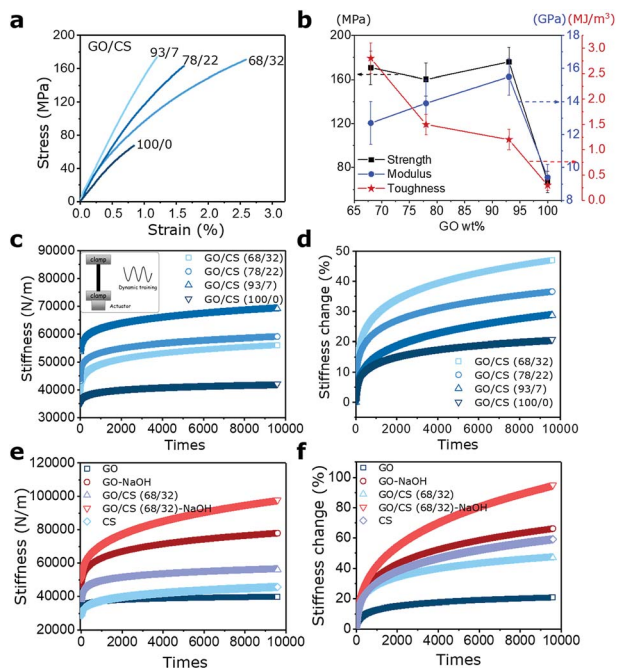 a
GO/CS
93/7
78/22
68/32
100/0
Stress (MPa)
200
160
120
80
40
0
0.0 0.5 1.0 1.5 2.0 2.5 3.0
Strain (%)
b
(MPa)
(GPa)
(MJ/m³)
200
160
120
80
18
16
14
12
10
8
3.0
2.5
2.0
1.5
1.0
0.5
0.0
Strength
Modulus
Toughness
65 70 75 80 85 90 95 100
GO wt%
c
Stiffness (N/m)
90000
80000
70000
60000
50000
40000
30000
clamp
clamp
Actuator
Dynamic training
GO/CS (68/32)
GO/CS (78/22)
GO/CS (93/7)
GO/CS (100/0)
0 2000 4000 6000 8000 10000
Times
d
Stiffness change (%)
50
40
30
20
10
0
GO/CS (68/32)
GO/CS (78/22)
GO/CS (93/7)
GO/CS (100/0)
0 2000 4000 6000 8000 10000
Times
e
Stiffness (N/m)
120000
100000
80000
60000
40000
20000
GO
GO-NaOH
GO/CS (68/32)
GO/CS (68/32)-NaOH
CS
0 2000 4000 6000 8000 10000
Times
f
Stiffness change (%)
100
80
60
40
20
0
GO
GO-NaOH
GO/CS (68/32)
GO/CS (68/32)-NaOH
CS
0 2000 4000 6000 8000 10000
Times